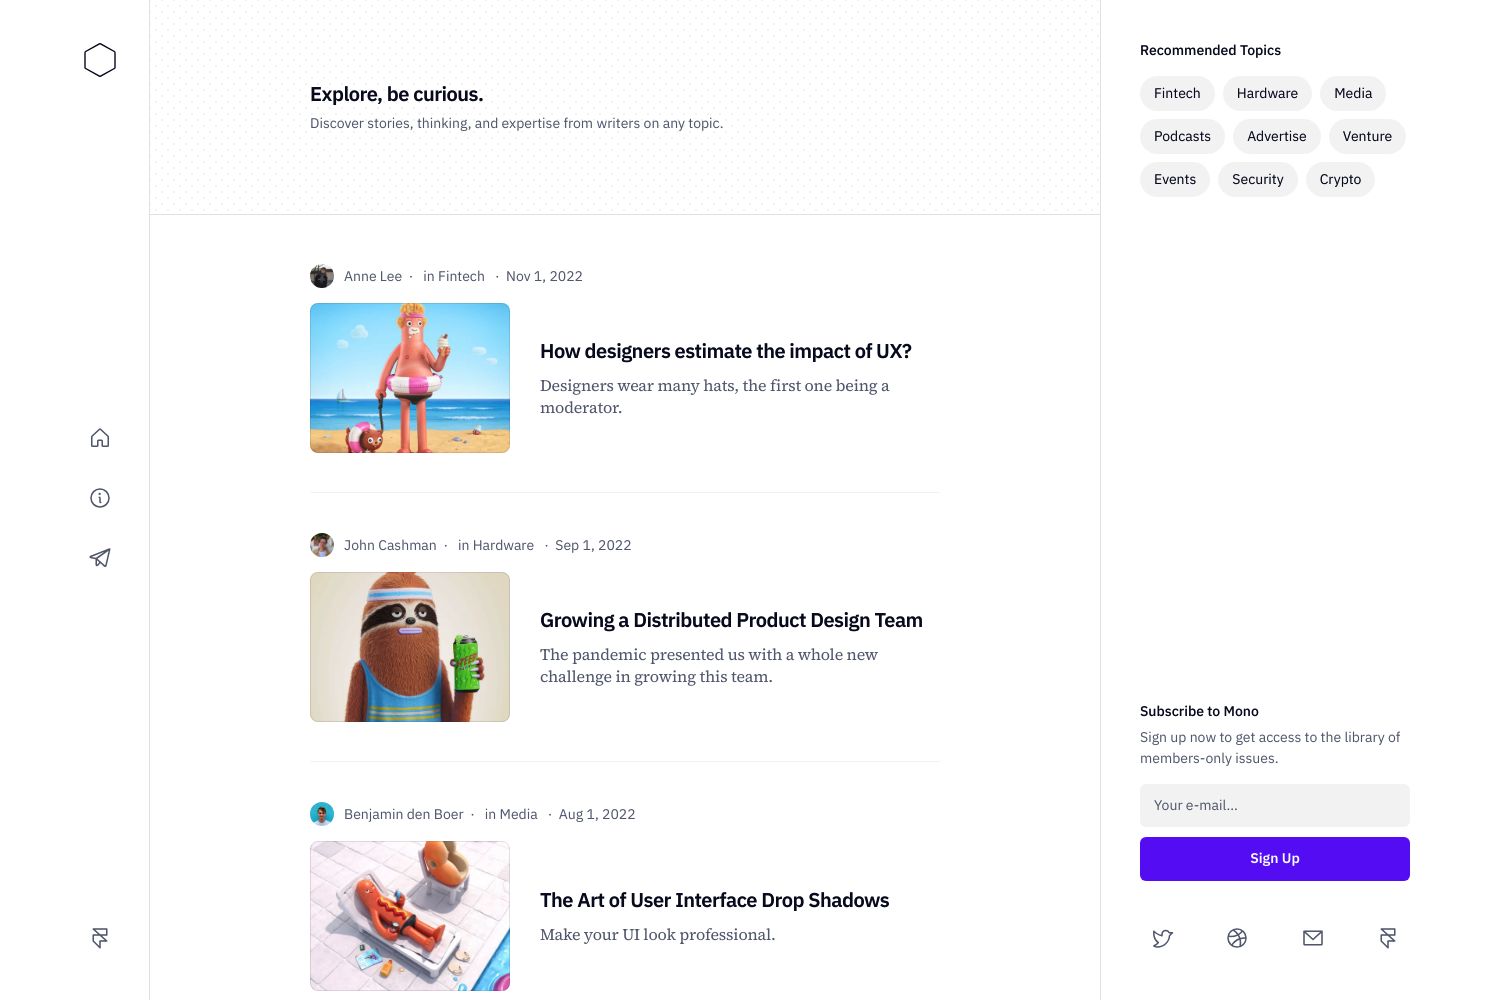 Explore, be curious.
Discover stories, thinking, and expertise from writers on any topic.
Anne Lee · in Fintech · Nov 1, 2022
How designers estimate the impact of UX?
Designers wear many hats, the first one being a
moderator.
John Cashman · in Hardware · Sep 1, 2022
Growing a Distributed Product Design Team
The pandemic presented us with a whole new
challenge in growing this team.
Benjamin den Boer · in Media · Aug 1, 2022
The Art of User Interface Drop Shadows
Make your UI look professional.
Recommended Topics
Fintech Hardware Media
Podcasts Advertise Venture
Events Security Crypto
Subscribe to Mono
Sign up now to get access to the library of
members-only issues.
Your e-mail...
Sign Up